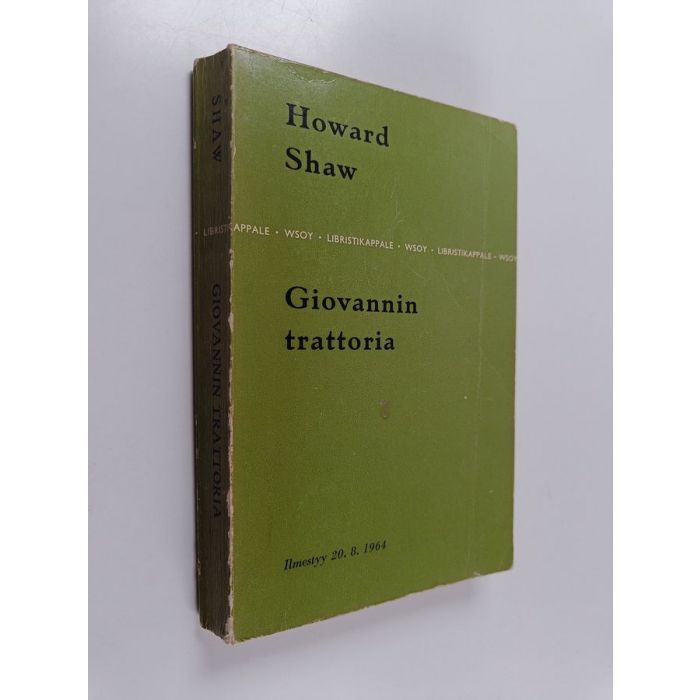 Howard
Shaw
· LIBRISTIKAPPALE · WSOY · LIBRISTIKAPPALE · WSOY · LIBRISTIKAPPALE · WSOY
Giovannin
trattoria
Ilmestyy 20. 8. 1964
SHAW
GIOVANNIN TRATTORIA